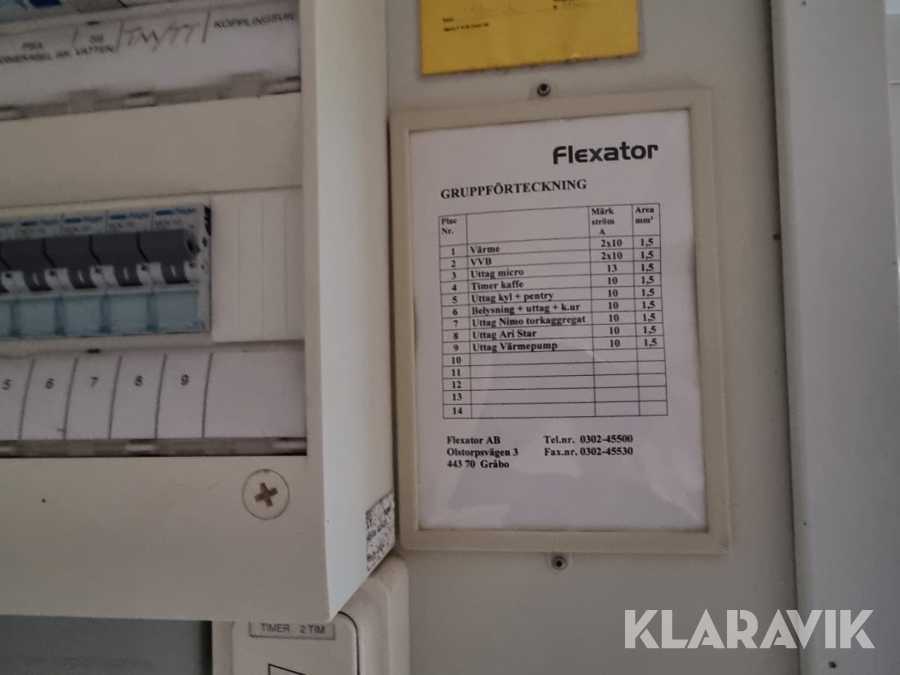 KOPPLINGSUR
VATTEN
Flexator
GRUPPFÖRTECKNING
Plac Nr. Märk ström A Area mm²
1 Värme 2x10 1,5
2 VVB 2x10 1,5
3 Uttag micro 13 1,5
4 Timer kaffe 10 1,5
5 Uttag kyl + pentry 10 1,5
6 Belysning + uttag + k.ur 10 1,5
7 Uttag Nimo torkaggregat 10 1,5
8 Uttag Ari Star 10 1,5
9 Uttag Värmepump 10 1,5
10
11
12
13
14
5 6 7 8 9
Flexator AB Tel.nr. 0302-45500
Olstorpsvägen 3 Fax.nr. 0302-45530
443 70 Gråbo
TIMER 2 TIM
KLARAVIK